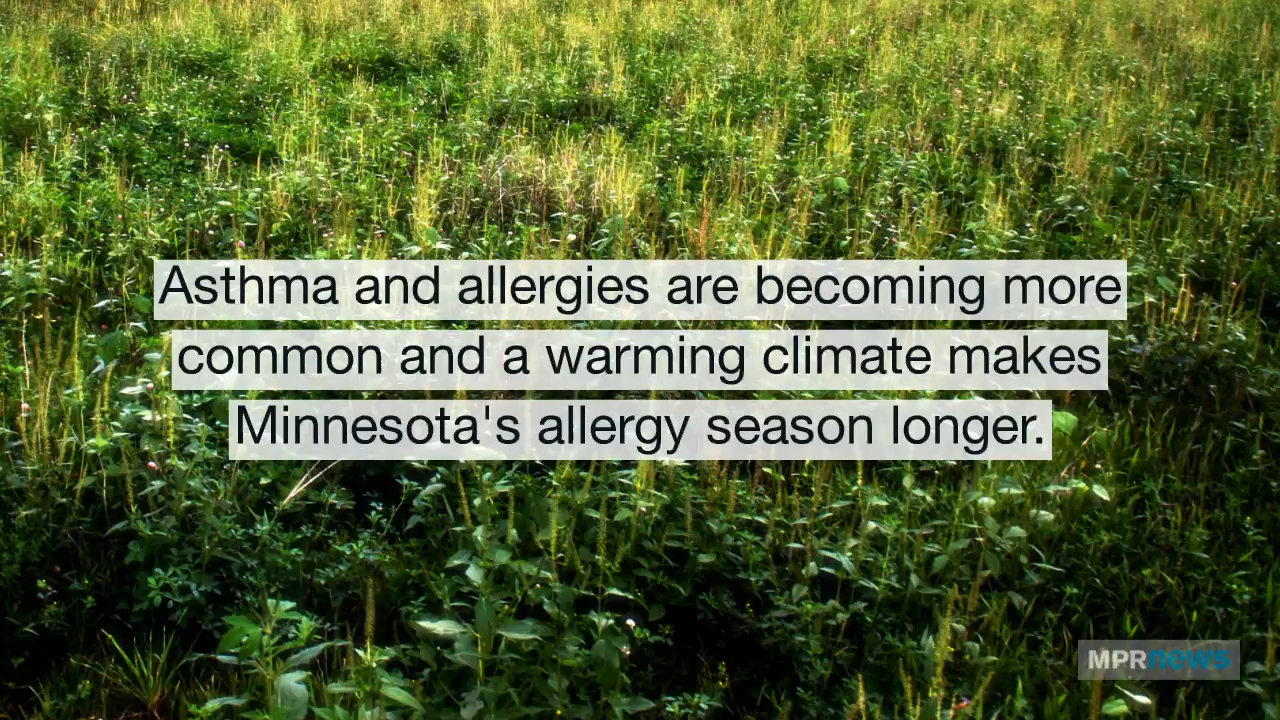 Asthma and allergies are becoming more
common and a warming climate makes
Minnesota's allergy season longer.
MPRnews